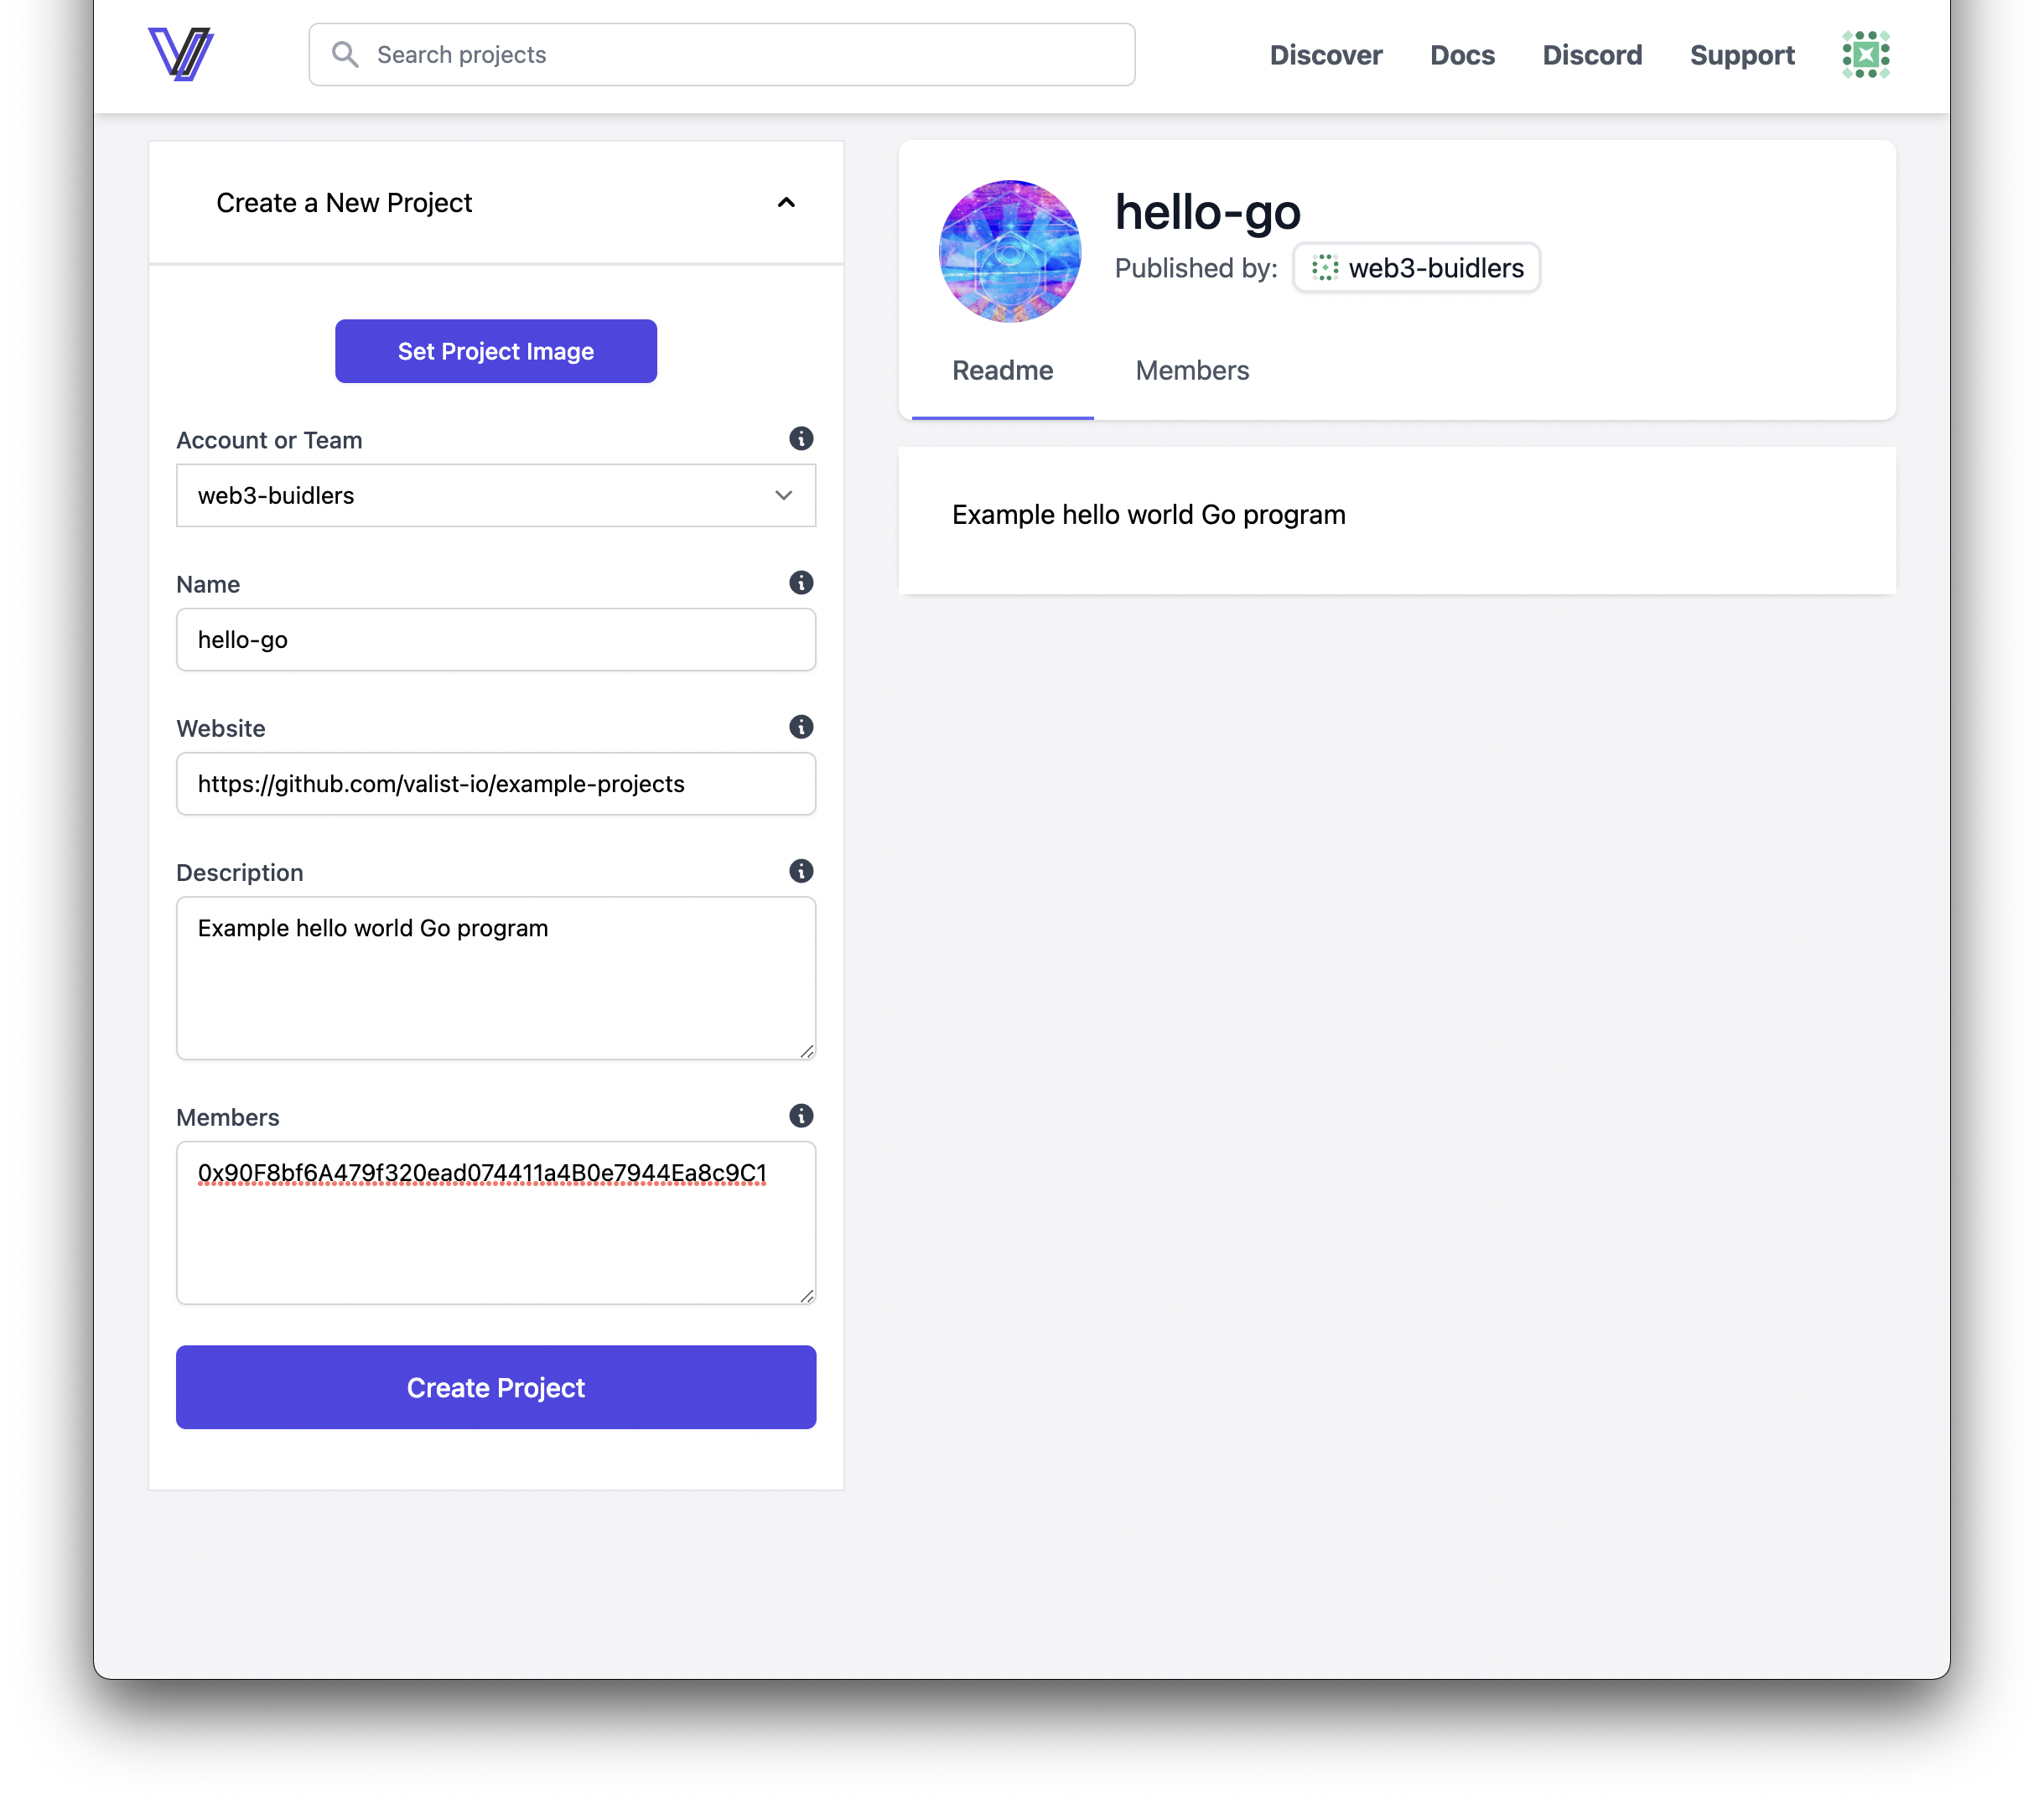 Search projects
Discover
Docs
Discord
Support
Create a New Project
Set Project Image
Account or Team
web3-buidlers
Name
hello-go
Website
https://github.com/valist-io/example-projects
Description
Example hello world Go program
Members
0x90F8bf6A479f320ead074411a4B0e7944Ea8c9C1
Create Project
hello-go
Published by: web3-buidlers
Readme
Members
Example hello world Go program